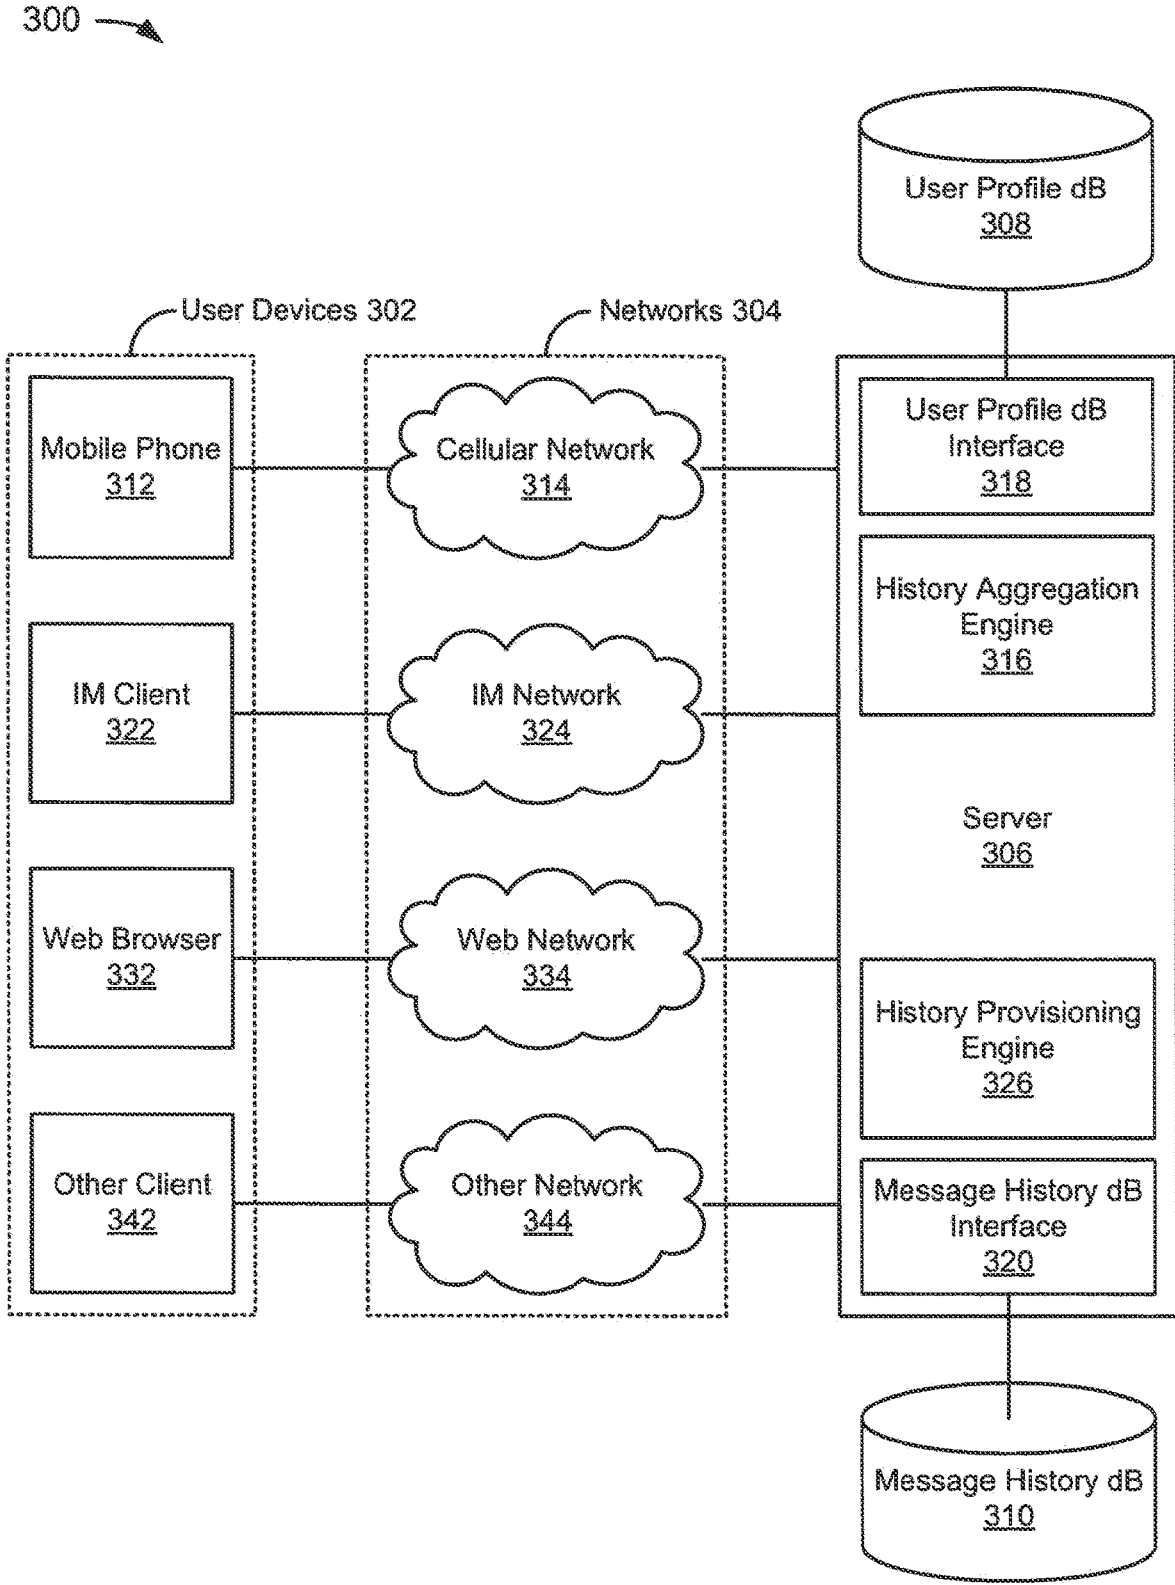 300
User Profile dB
308
User Devices 302
Networks 304
Mobile Phone
312
Cellular Network
314
User Profile dB
Interface
318
History Aggregation
Engine
316
IM Client
322
IM Network
324
Server
306
Web Browser
332
Web Network
334
History Provisioning
Engine
326
Other Client
342
Other Network
344
Message History dB
Interface
320
Message History dB
310